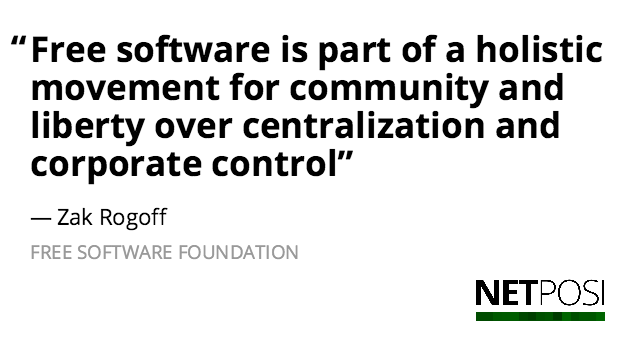 “Free software is part of a holistic
movement for community and
liberty over centralization and
corporate control”
— Zak Rogoff
FREE SOFTWARE FOUNDATION
NETPOSI